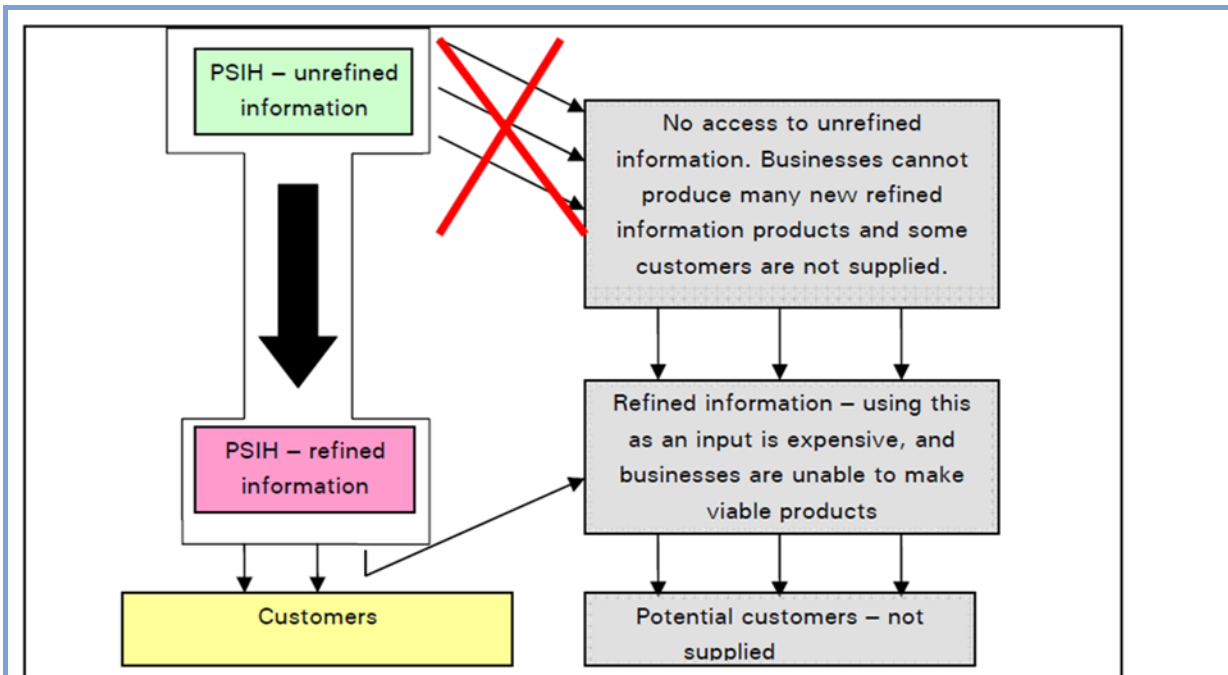 PSIH – unrefined
information
No access to unrefined
information. Businesses cannot
produce many new refined
information products and some
customers are not supplied.
PSIH – refined
information
Refined information – using this
as an input is expensive, and
businesses are unable to make
viable products
Customers
Potential customers – not
supplied